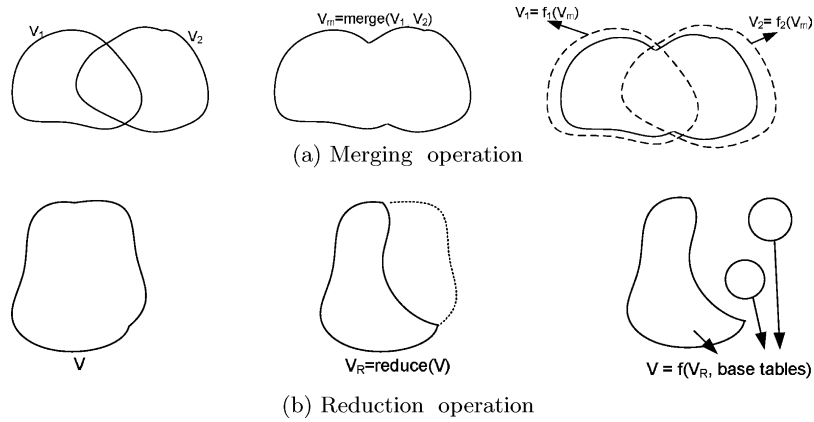 V1
V2
Vm=merge(V1 V2)
V1= f1(Vm)
V2= f2(Vm)
(a) Merging operation
V
VR=reduce(V)
V = f(VR, base tables)
(b) Reduction operation